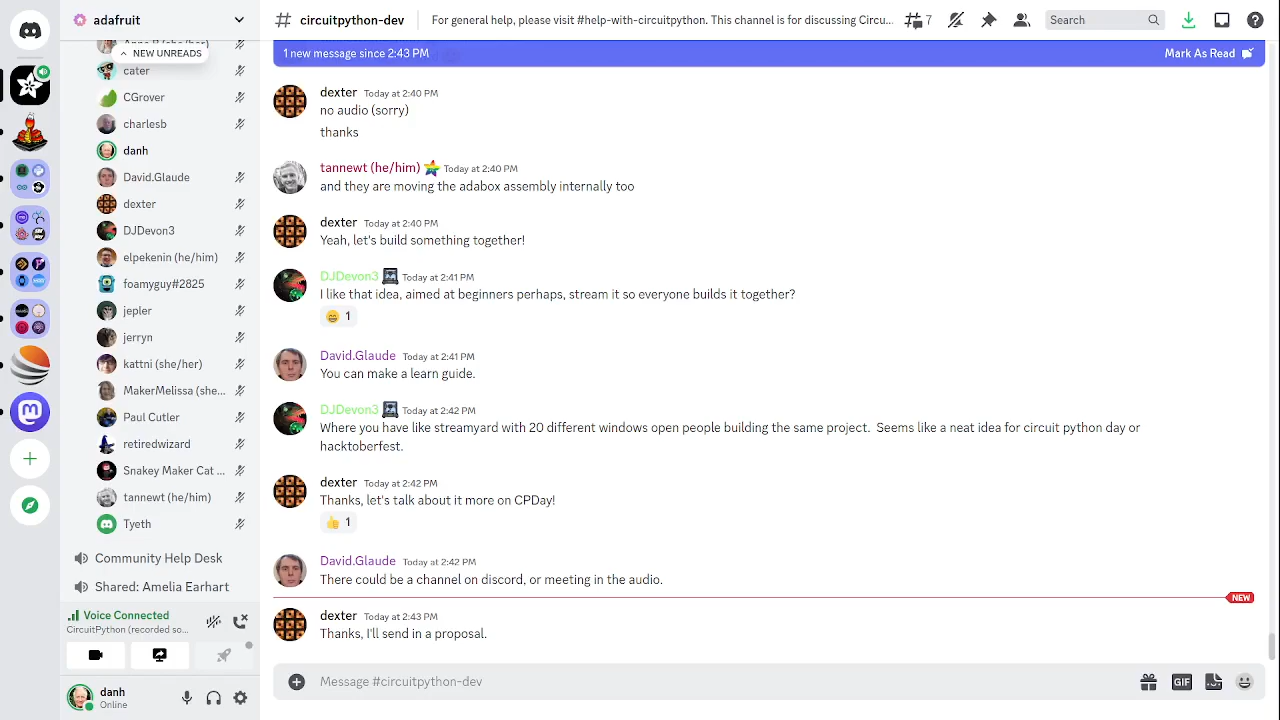 adafruit
NEW UNREADS
cater
CGrover
charlesb
danh
David.Glaude
dexter
DJDevon3
elpekenin (he/him)
foamyguy#2825
jepler
jerryn
kattni (she/her)
MakerMelissa (she...
Paul Cutler
retiredwizard
Snakey Maker Cat ...
tannewt (he/him)
Tyeth
Community Help Desk
Shared: Amelia Earhart
Voice Connected
CircuitPython (recorded so...
danh
Online
circuitpython-dev
For general help, please visit #help-with-circuitpython. This channel is for discussing Circu...
7
Search
1 new message since 2:43 PM
Mark As Read
dexter Today at 2:40 PM
no audio (sorry)
thanks
tannewt (he/him) Today at 2:40 PM
and they are moving the adabox assembly internally too
dexter Today at 2:40 PM
Yeah, let's build something together!
DJDevon3 Today at 2:41 PM
I like that idea, aimed at beginners perhaps, stream it so everyone builds it together?
1
David.Glaude Today at 2:41 PM
You can make a learn guide.
DJDevon3 Today at 2:42 PM
Where you have like streamyard with 20 different windows open people building the same project.  Seems like a neat idea for circuit python day or
hacktoberfest.
dexter Today at 2:42 PM
Thanks, let's talk about it more on CPDay!
1
David.Glaude Today at 2:42 PM
There could be a channel on discord, or meeting in the audio.
NEW
dexter Today at 2:43 PM
Thanks, I'll send in a proposal.
Message #circuitpython-dev
GIF